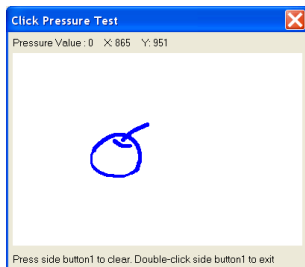 Click Pressure Test
Pressure Value : 0 X: 865 Y: 951
Press side button1 to clear. Double-click side button1 to exit